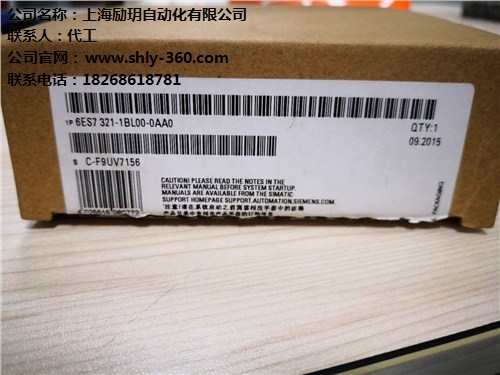 公司名称：上海励玥自动化有限公司
联系人：代工
公司官网：www.shly-360.com
联系电话：18268618781
1P 6ES7 321-1BL00-0AA0
QTY:1
09.2015
S C-F9UV7156
CAUTION! PLEASE READ THE NOTES IN THE
RELEVANT MANUAL BEFORE SYSTEM STARTUP.
MANUALS ARE AVAILABLE FROM THE SIMATIC
SUPPORT HOMEPAGE SUPPORT.AUTOMATION.SIEMENS.COM.
PACKAGING